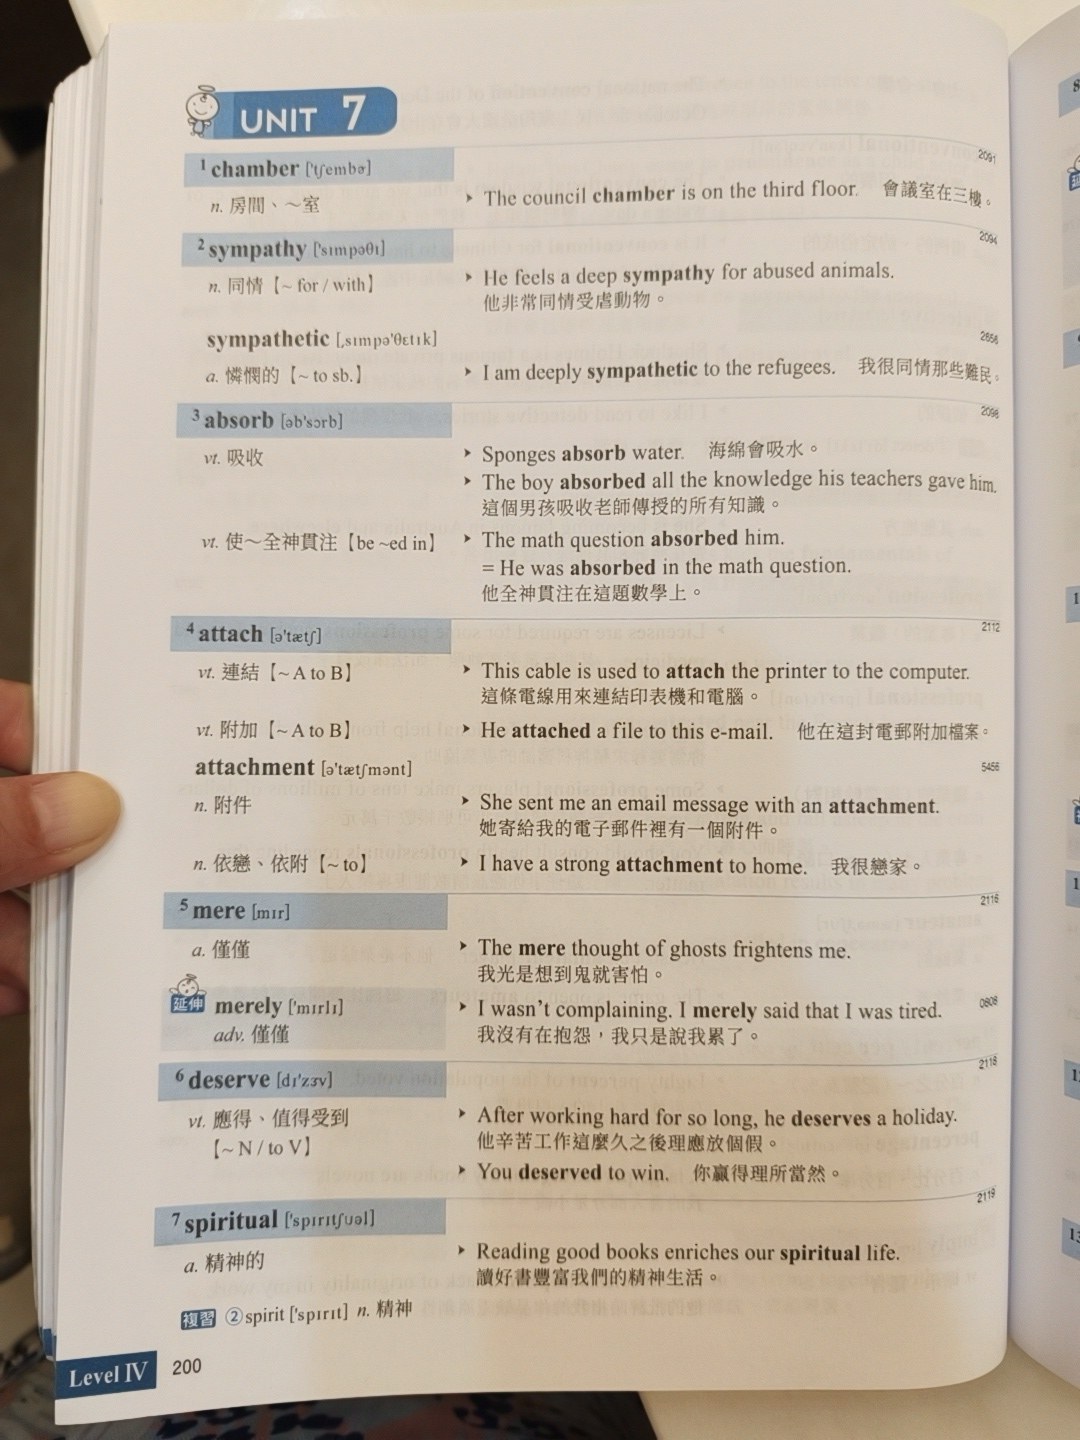 UNIT 7
1 chamber [ˈtʃembɚ] 2091
n. 房間、～室
‣ The council chamber is on the third floor. 會議室在三樓。
2 sympathy [ˈsɪmpəθɪ] 2094
n. 同情【~ for / with】
‣ He feels a deep sympathy for abused animals.
他非常同情受虐動物。
sympathetic [ˌsɪmpəˈθɛtɪk] 2656
a. 憐憫的【~ to sb.】
‣ I am deeply sympathetic to the refugees. 我很同情那些難民。
3 absorb [əbˈsɔrb] 2098
vt. 吸收
‣ Sponges absorb water. 海綿會吸水。
‣ The boy absorbed all the knowledge his teachers gave him.
這個男孩吸收老師傳授的所有知識。
vt. 使～全神貫注【be ~ed in】
‣ The math question absorbed him.
= He was absorbed in the math question.
他全神貫注在這題數學上。
4 attach [əˈtætʃ] 2112
vt. 連結【~ A to B】
‣ This cable is used to attach the printer to the computer.
這條電線用來連結印表機和電腦。
vt. 附加【~ A to B】
‣ He attached a file to this e-mail. 他在這封電郵附加檔案。
attachment [əˈtætʃmənt] 5456
n. 附件
‣ She sent me an email message with an attachment.
她寄給我的電子郵件裡有一個附件。
n. 依戀、依附【~ to】
‣ I have a strong attachment to home. 我很戀家。
5 mere [mɪr] 2116
a. 僅僅
‣ The mere thought of ghosts frightens me.
我光是想到鬼就害怕。
延伸 merely [ˈmɪrlɪ] 0808
adv. 僅僅
‣ I wasn't complaining. I merely said that I was tired.
我沒有在抱怨，我只是說我累了。
6 deserve [dɪˈzɝv] 2118
vt. 應得、值得受到
【~ N / to V】
‣ After working hard for so long, he deserves a holiday.
他辛苦工作這麼久之後理應放個假。
‣ You deserved to win. 你贏得理所當然。
7 spiritual [ˈspɪrɪtʃʊəl] 2119
a. 精神的
‣ Reading good books enriches our spiritual life.
讀好書豐富我們的精神生活。
複習 ②spirit [ˈspɪrɪt] n. 精神
Level IV 200